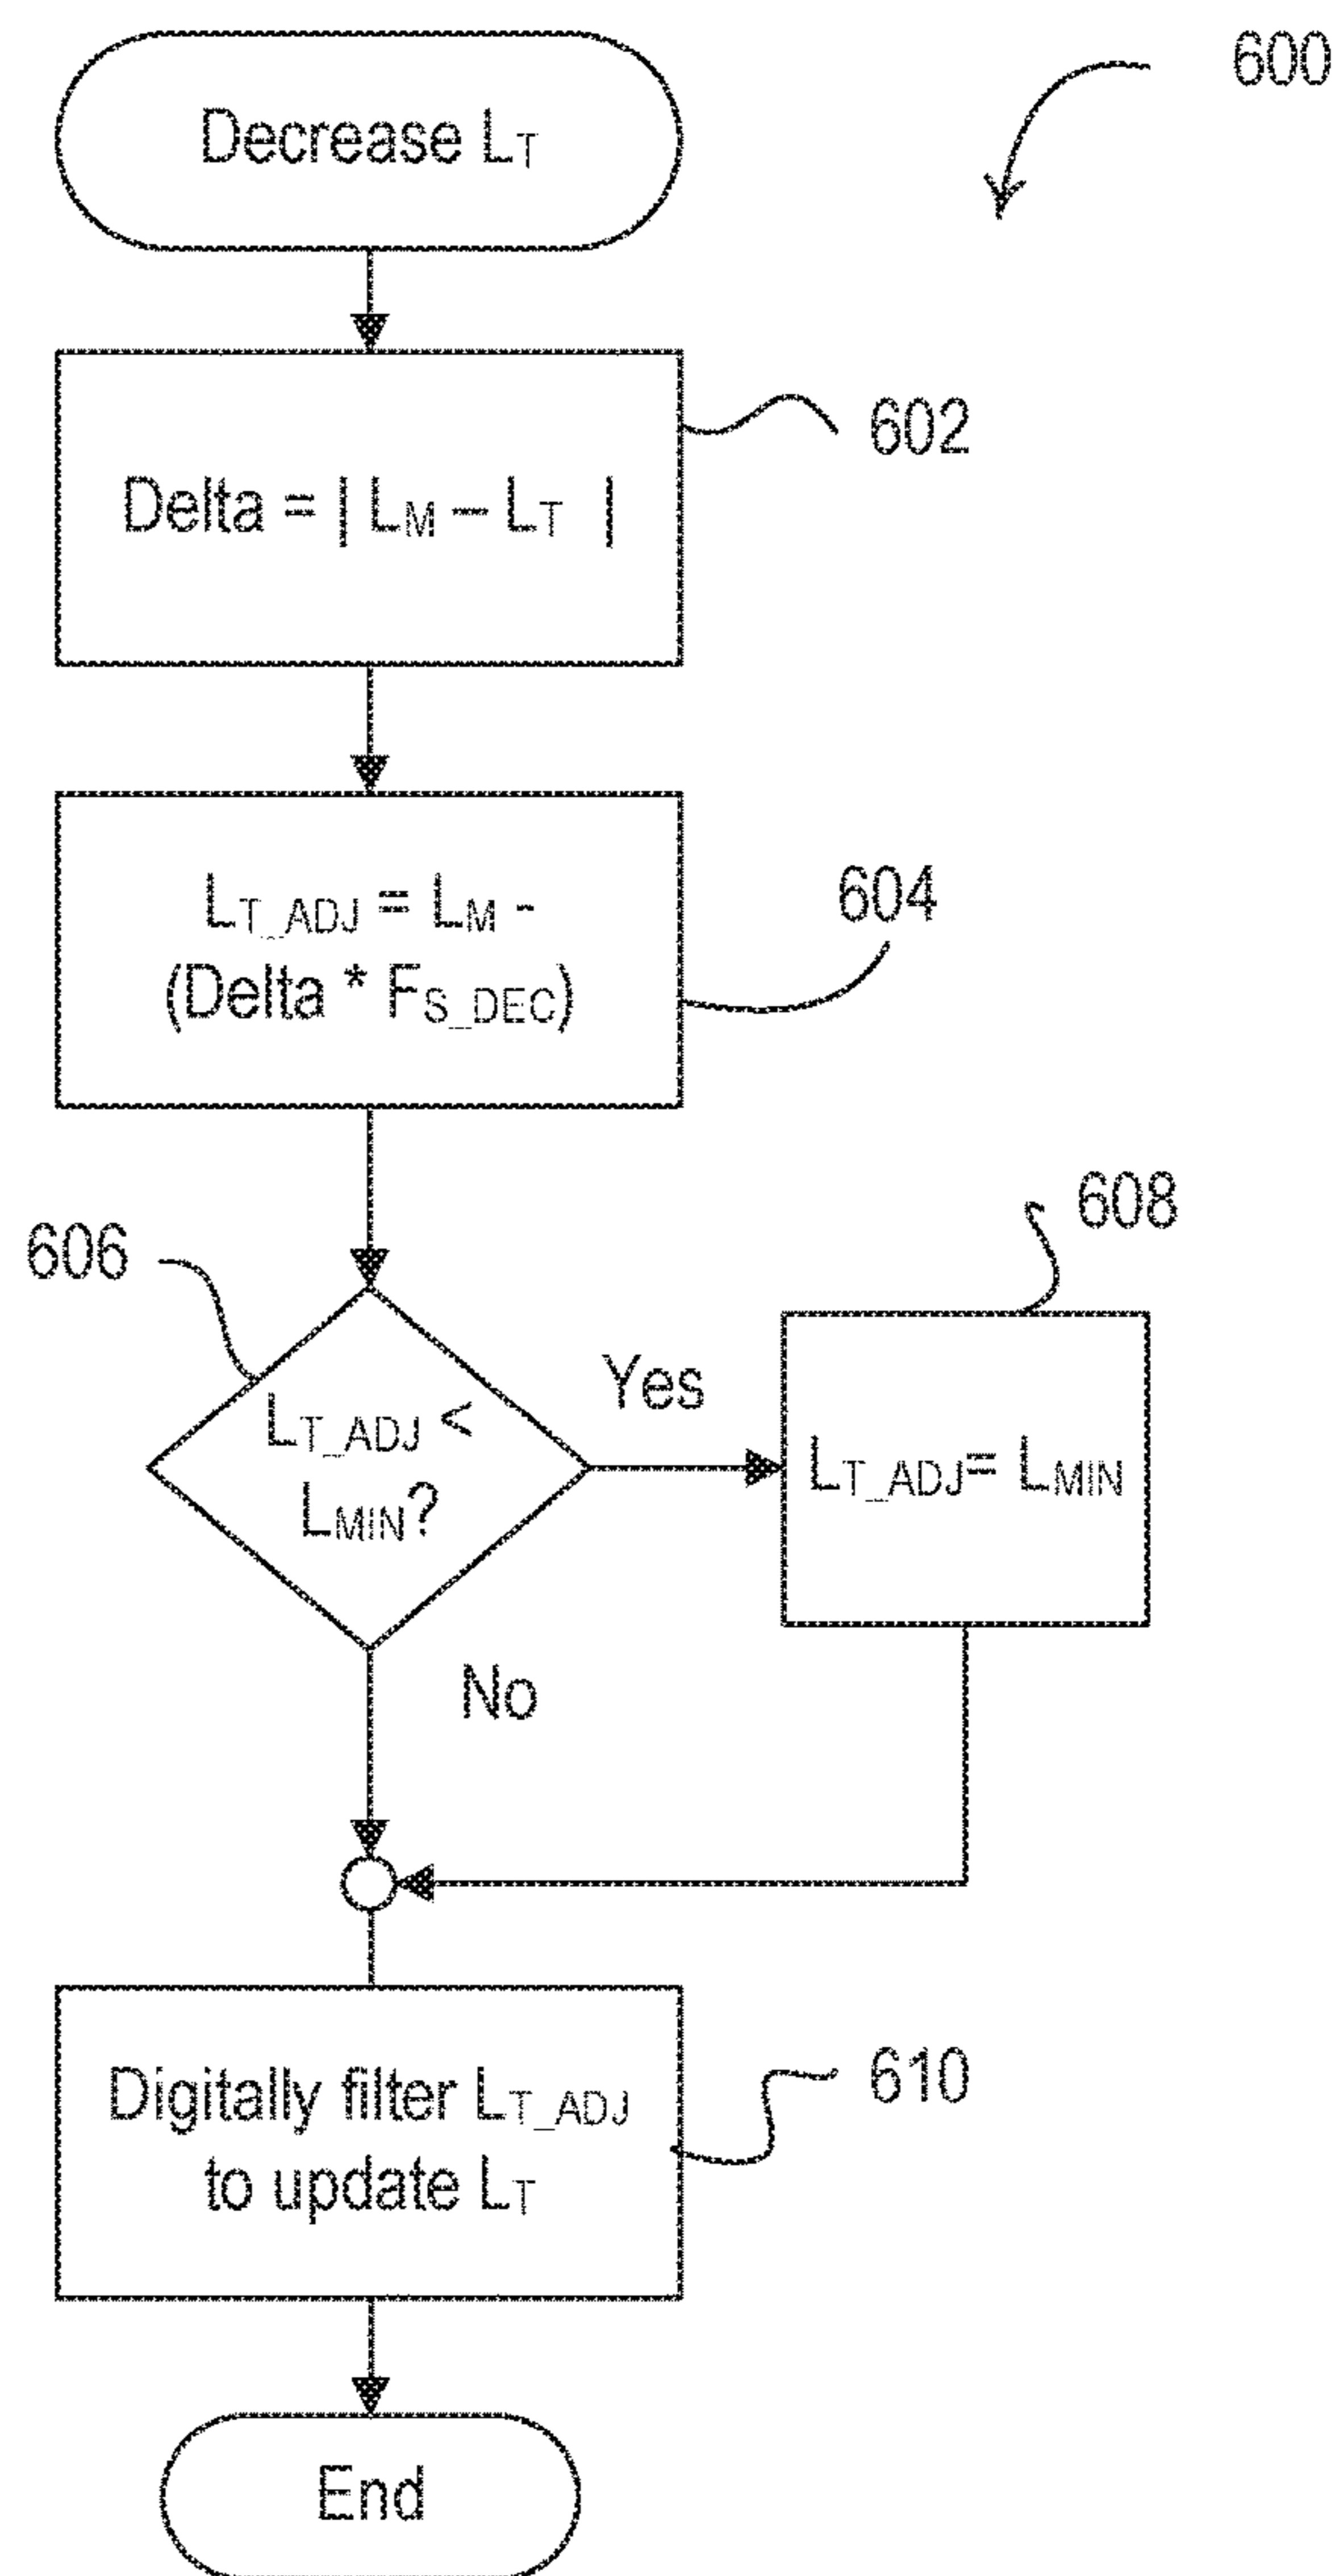 600
Decrease LT
602
Delta = | LM – LT |
604
LT_ADJ = LM -
(Delta * FS_DEC)
606
608
LT_ADJ <
LMIN?
Yes
LT_ADJ= LMIN
No
610
Digitally filter LT_ADJ
to update LT
End